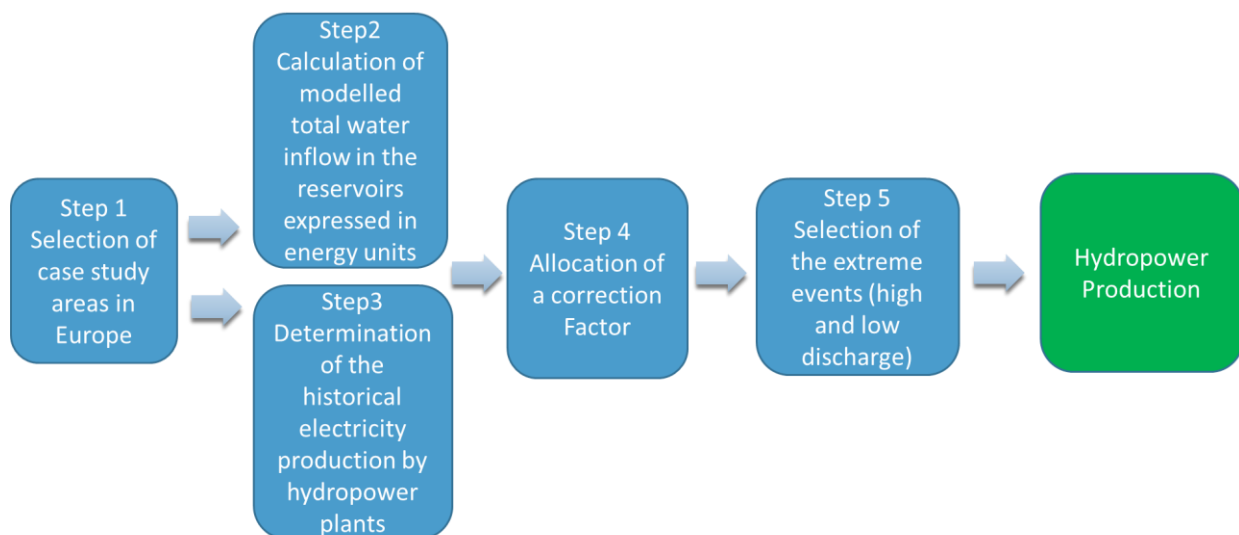 Step 1
Selection of
case study
areas in
Europe
Step2
Calculation of
modelled
total water
inflow in the
reservoirs
expressed in
energy units
Step3
Determination
of the
historical
electricity
production by
hydropower
plants
Step 4
Allocation of
a correction
Factor
Step 5
Selection of
the extreme
events (high
and low
discharge)
Hydropower
Production